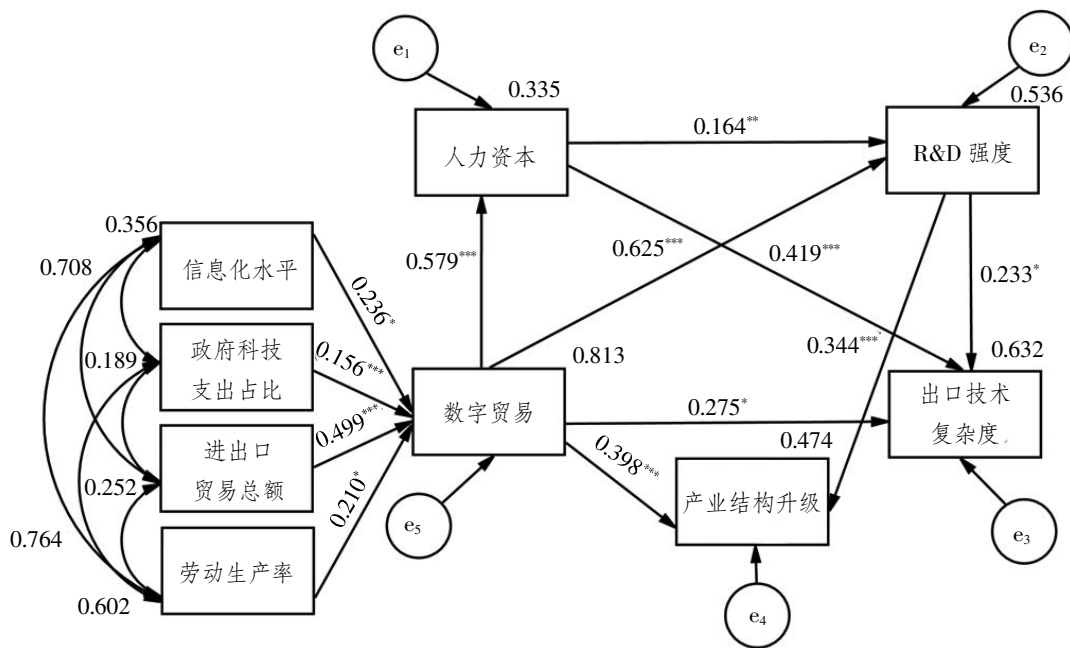 e₁
e₂
0.335
0.536
人力资本
0.164**
R&D 强度
0.356
0.708
信息化水平
0.579***
0.625***
0.419***
0.233*
0.236*
0.189
政府科技
支出占比
0.156***
0.813
0.344***
0.632
数字贸易
出口技术
复杂度
0.275*
进出口
贸易总额
0.499***
0.474
0.252
0.210*
0.398***
产业结构升级
e₅
e₃
0.764
劳动生产率
0.602
e₄